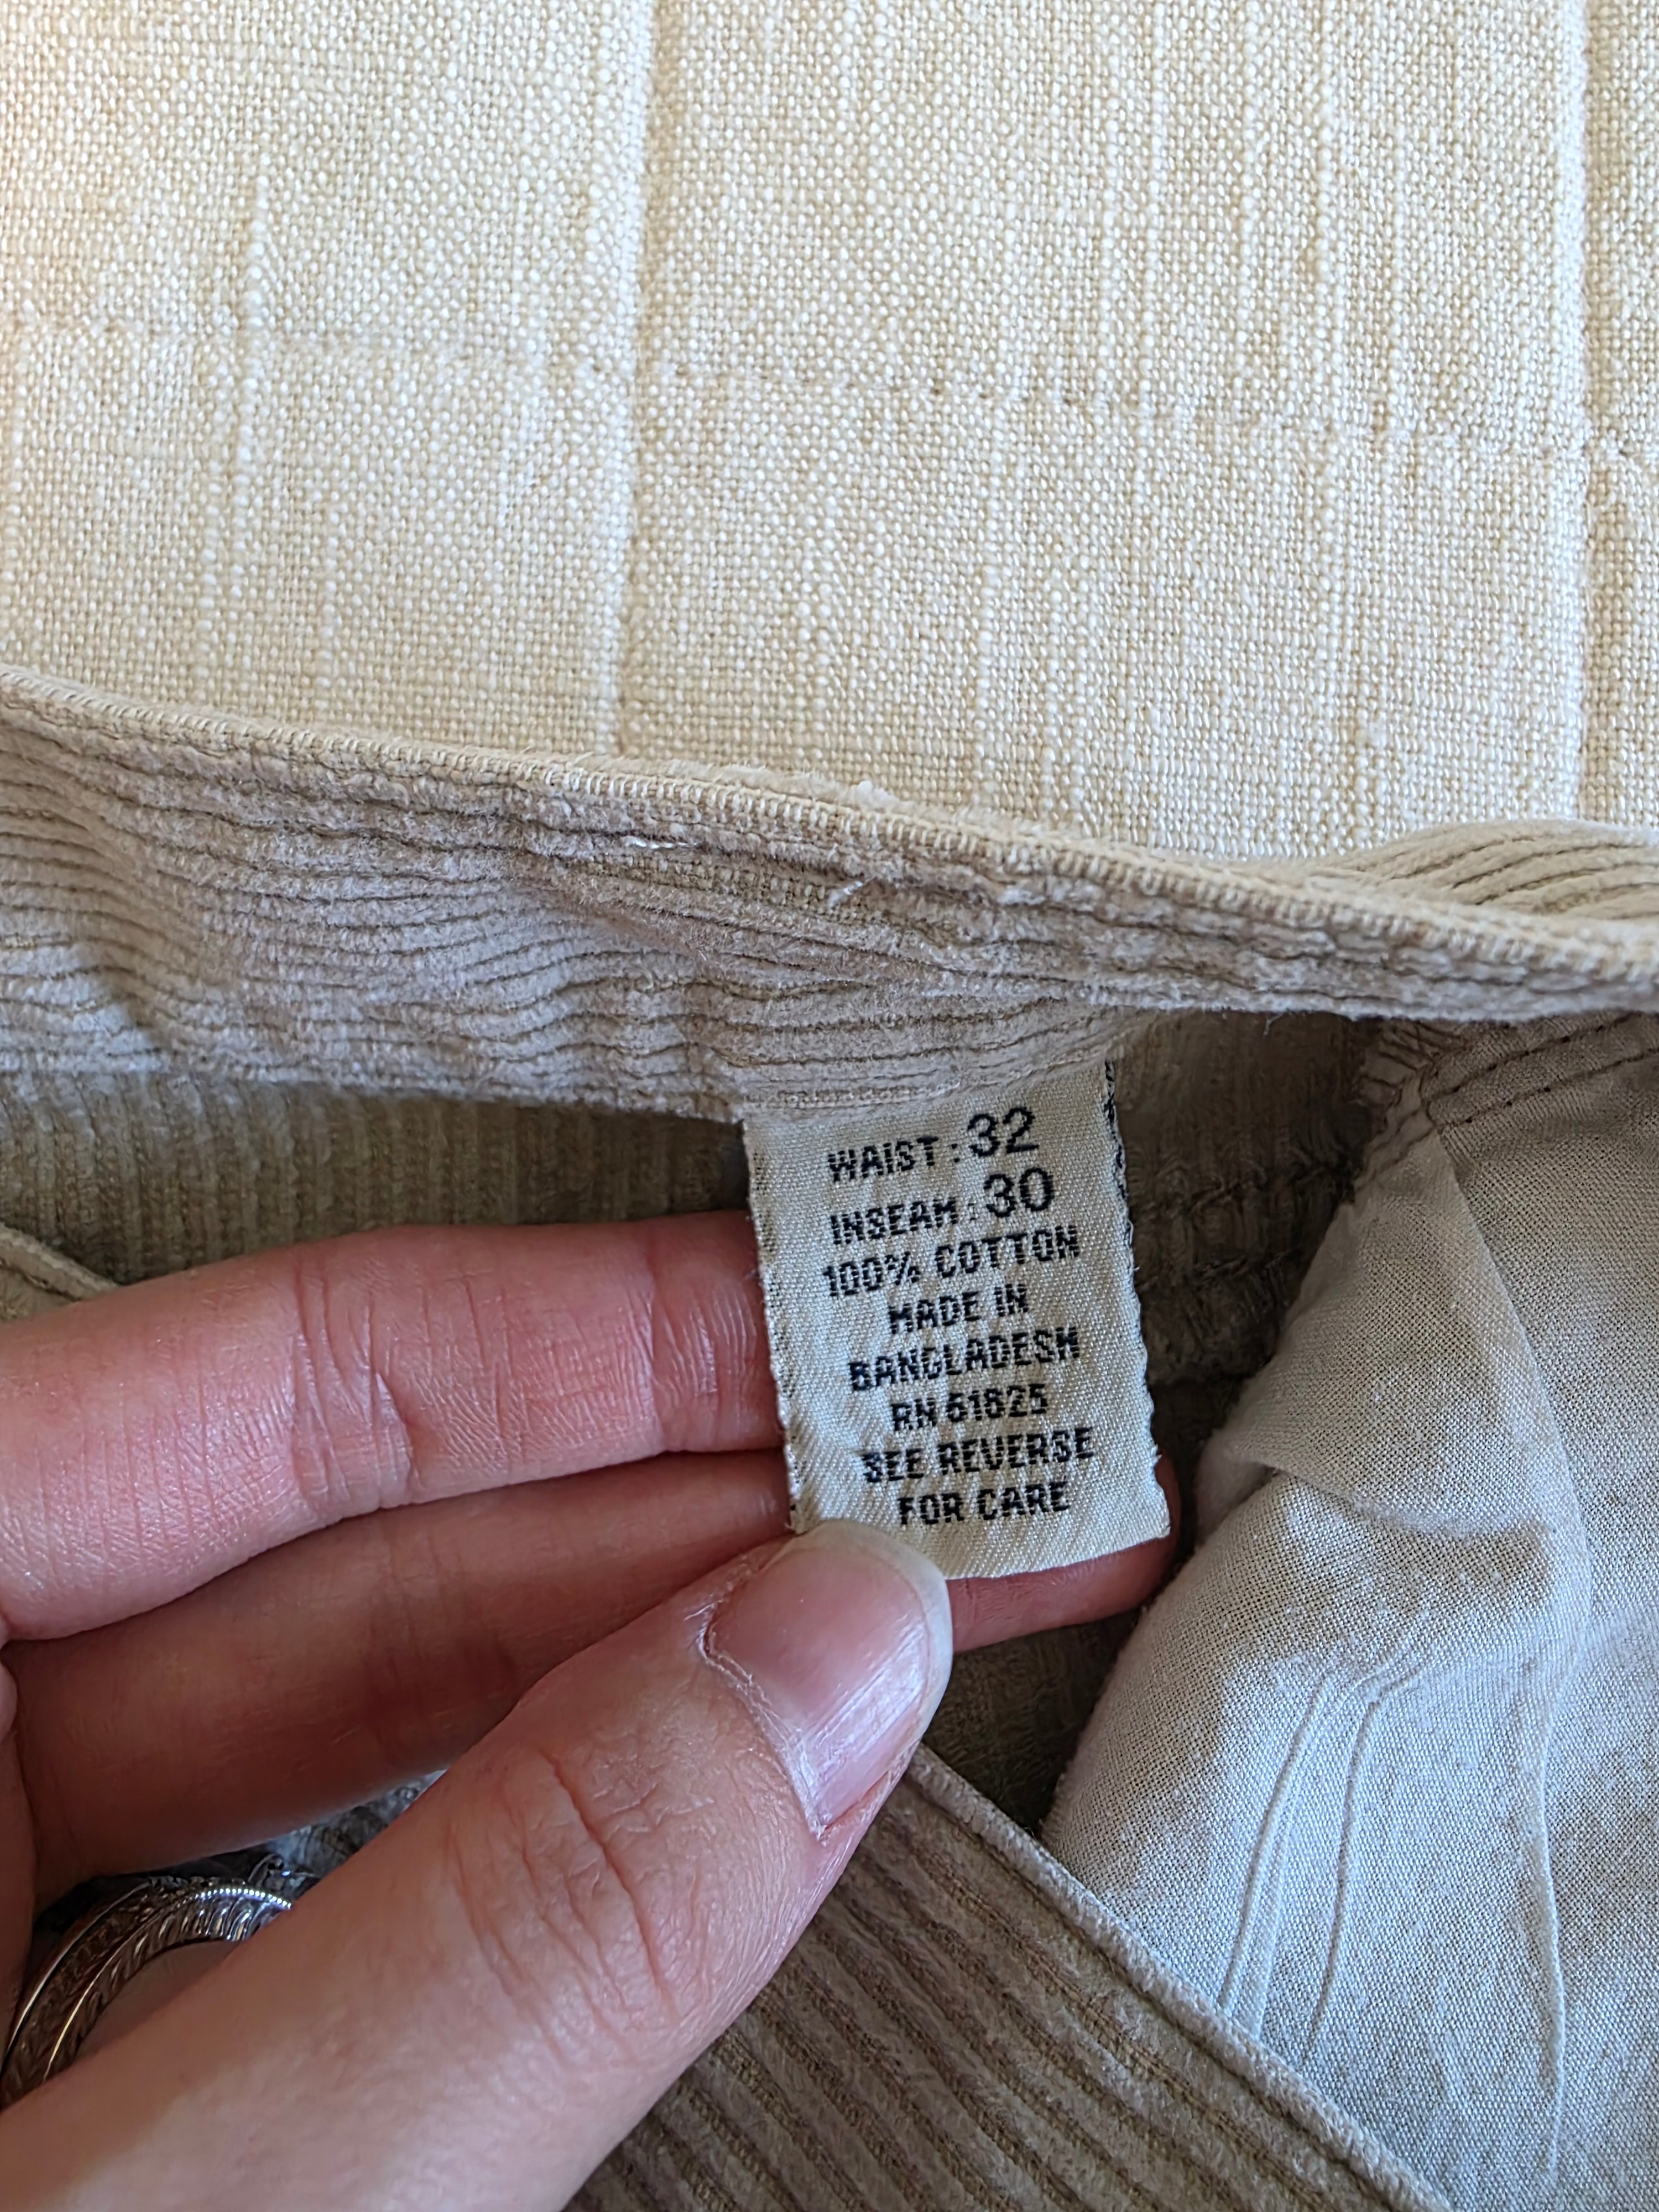 WAIST : 32
INSEAM : 30
100% COTTON
MADE IN
BANGLADESH
RN 61825
SEE REVERSE
FOR CARE